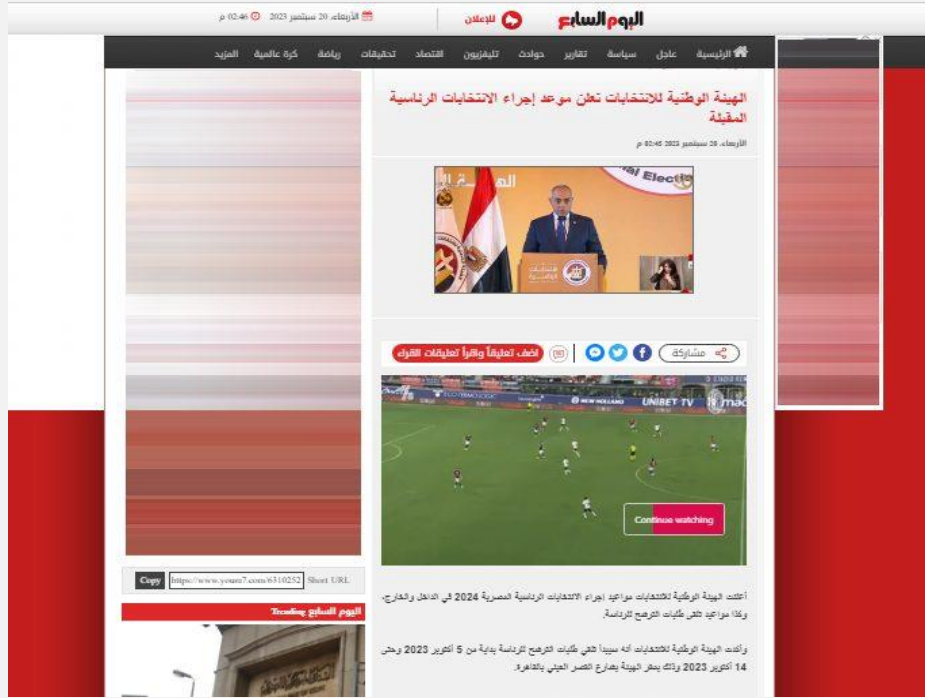 اليوم السابع
للإعلان
الأربعاء، 20 سبتمبر 2023 02:46 م
الرئيسية عاجل سياسة تقارير حوادث تليفزيون اقتصاد تحقيقات رياضة كرة عالمية المزيد
الهيئة الوطنية للانتخابات تعلن موعد إجراء الانتخابات الرئاسية
المقبلة
الأربعاء، 20 سبتمبر 2023 02:45 م
nal Electio
مشاركة
اضف تعليقاً واقرأ تعليقات القراء
ECOTERMOLOGIC
NEW HOLLAND
UNIBET TV
Continue watching
Copy https://www.youm7.com/6310252 Short URL
اليوم السابع Trending
أعلنت الهيئة الوطنية للانتخابات مواعيد إجراء الانتخابات الرئاسية المصرية 2024 في الداخل والخارج،
وكذا مواعيد تلقى طلبات الترشح للرئاسة.
وأكدت الهيئة الوطنية للانتخابات أنه سيبدأ تلقي طلبات الترشح للرئاسة بداية من 5 أكتوبر 2023 وحتى
14 أكتوبر 2023 وذلك بمقر الهيئة بشارع القصر العيني بالقاهرة.